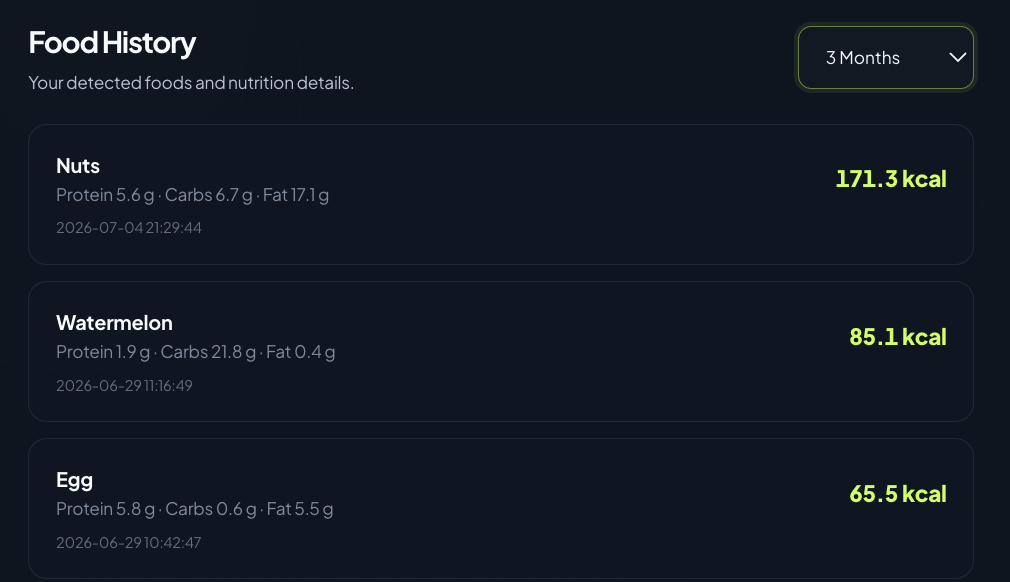 Food History
3 Months
Your detected foods and nutrition details.
Nuts
171.3 kcal
Protein 5.6 g · Carbs 6.7 g · Fat 17.1 g
2026-07-04 21:29:44
Watermelon
85.1 kcal
Protein 1.9 g · Carbs 21.8 g · Fat 0.4 g
2026-06-29 11:16:49
Egg
65.5 kcal
Protein 5.8 g · Carbs 0.6 g · Fat 5.5 g
2026-06-29 10:42:47